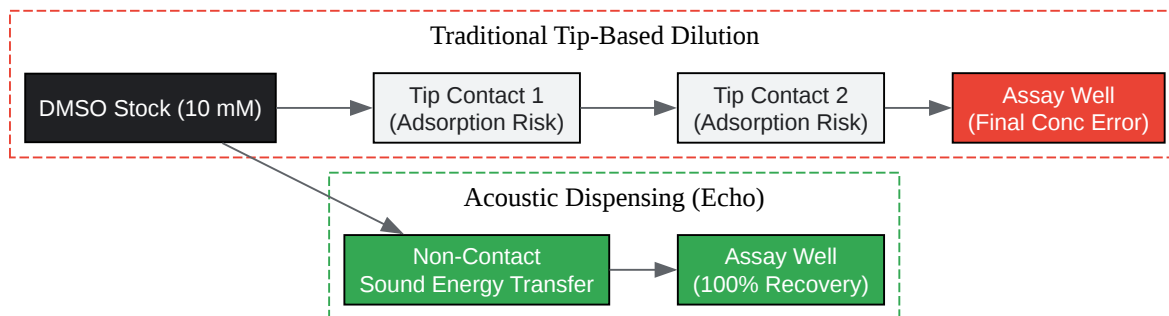 Traditional Tip-Based Dilution
DMSO Stock (10 mM)
Tip Contact 1
(Adsorption Risk)
Tip Contact 2
(Adsorption Risk)
Assay Well
(Final Conc Error)
Acoustic Dispensing (Echo)
Non-Contact
Sound Energy Transfer
Assay Well
(100% Recovery)